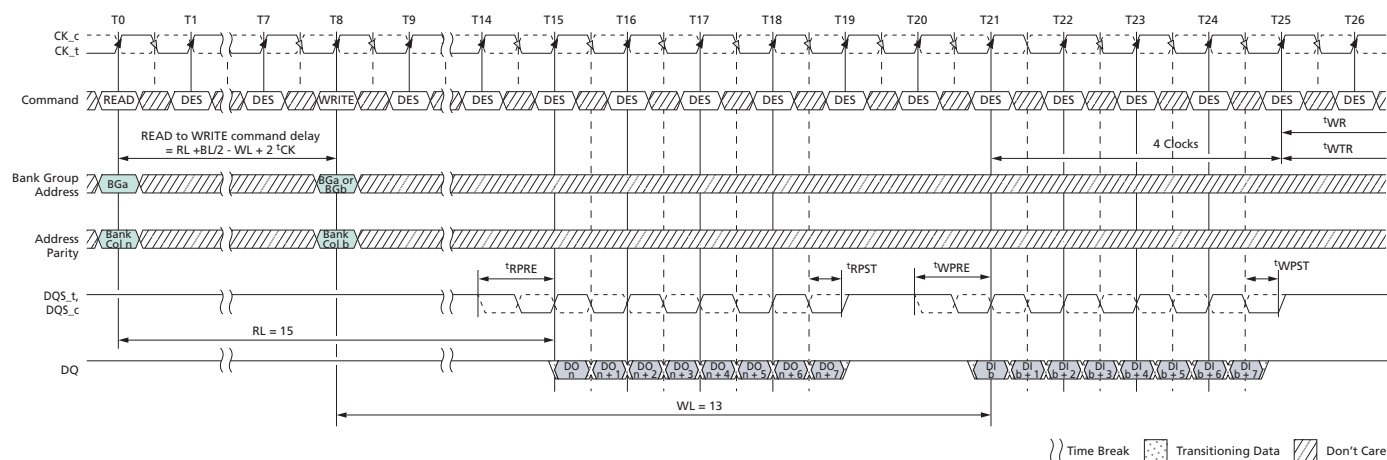 T0 T1 T7 T8 T9 T14 T15 T16 T17 T18 T19 T20 T21 T22 T23 T24 T25 T26
CK_c
CK_t
Command READ DES DES WRITE DES DES DES DES DES DES DES DES DES DES DES DES DES DES
tWR
READ to WRITE command delay
= RL +BL/2 - WL + 2 tCK
4 Clocks
tWTR
Bank Group
Address
BGa
BGa or
BGb
Address
Parity
Bank
Col n
Bank
Col b
tRPRE tRPST tWPRE tWPST
DQS_t,
DQS_c
RL = 15
DQ
DO
n
DO
n + 1
DO
n + 2
DO
n + 3
DO
n + 4
DO
n + 5
DO
n + 6
DO
n + 7
DI
b
DI
b + 1
DI
b + 2
DI
b + 3
DI
b + 4
DI
b + 5
DI
b + 6
DI
b + 7
WL = 13
Time Break Transitioning Data Don't Care